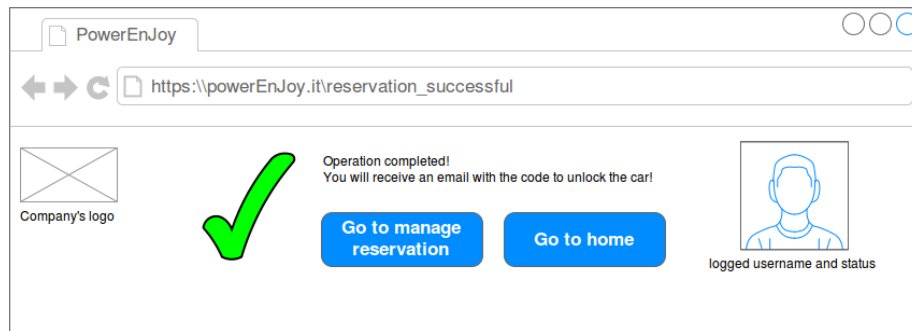 PowerEnJoy
https:\\powerEnJoy.it\reservation_successful
Operation completed!
You will receive an email with the code to unlock the car!
Company's logo
Go to manage
reservation
Go to home
logged username and status